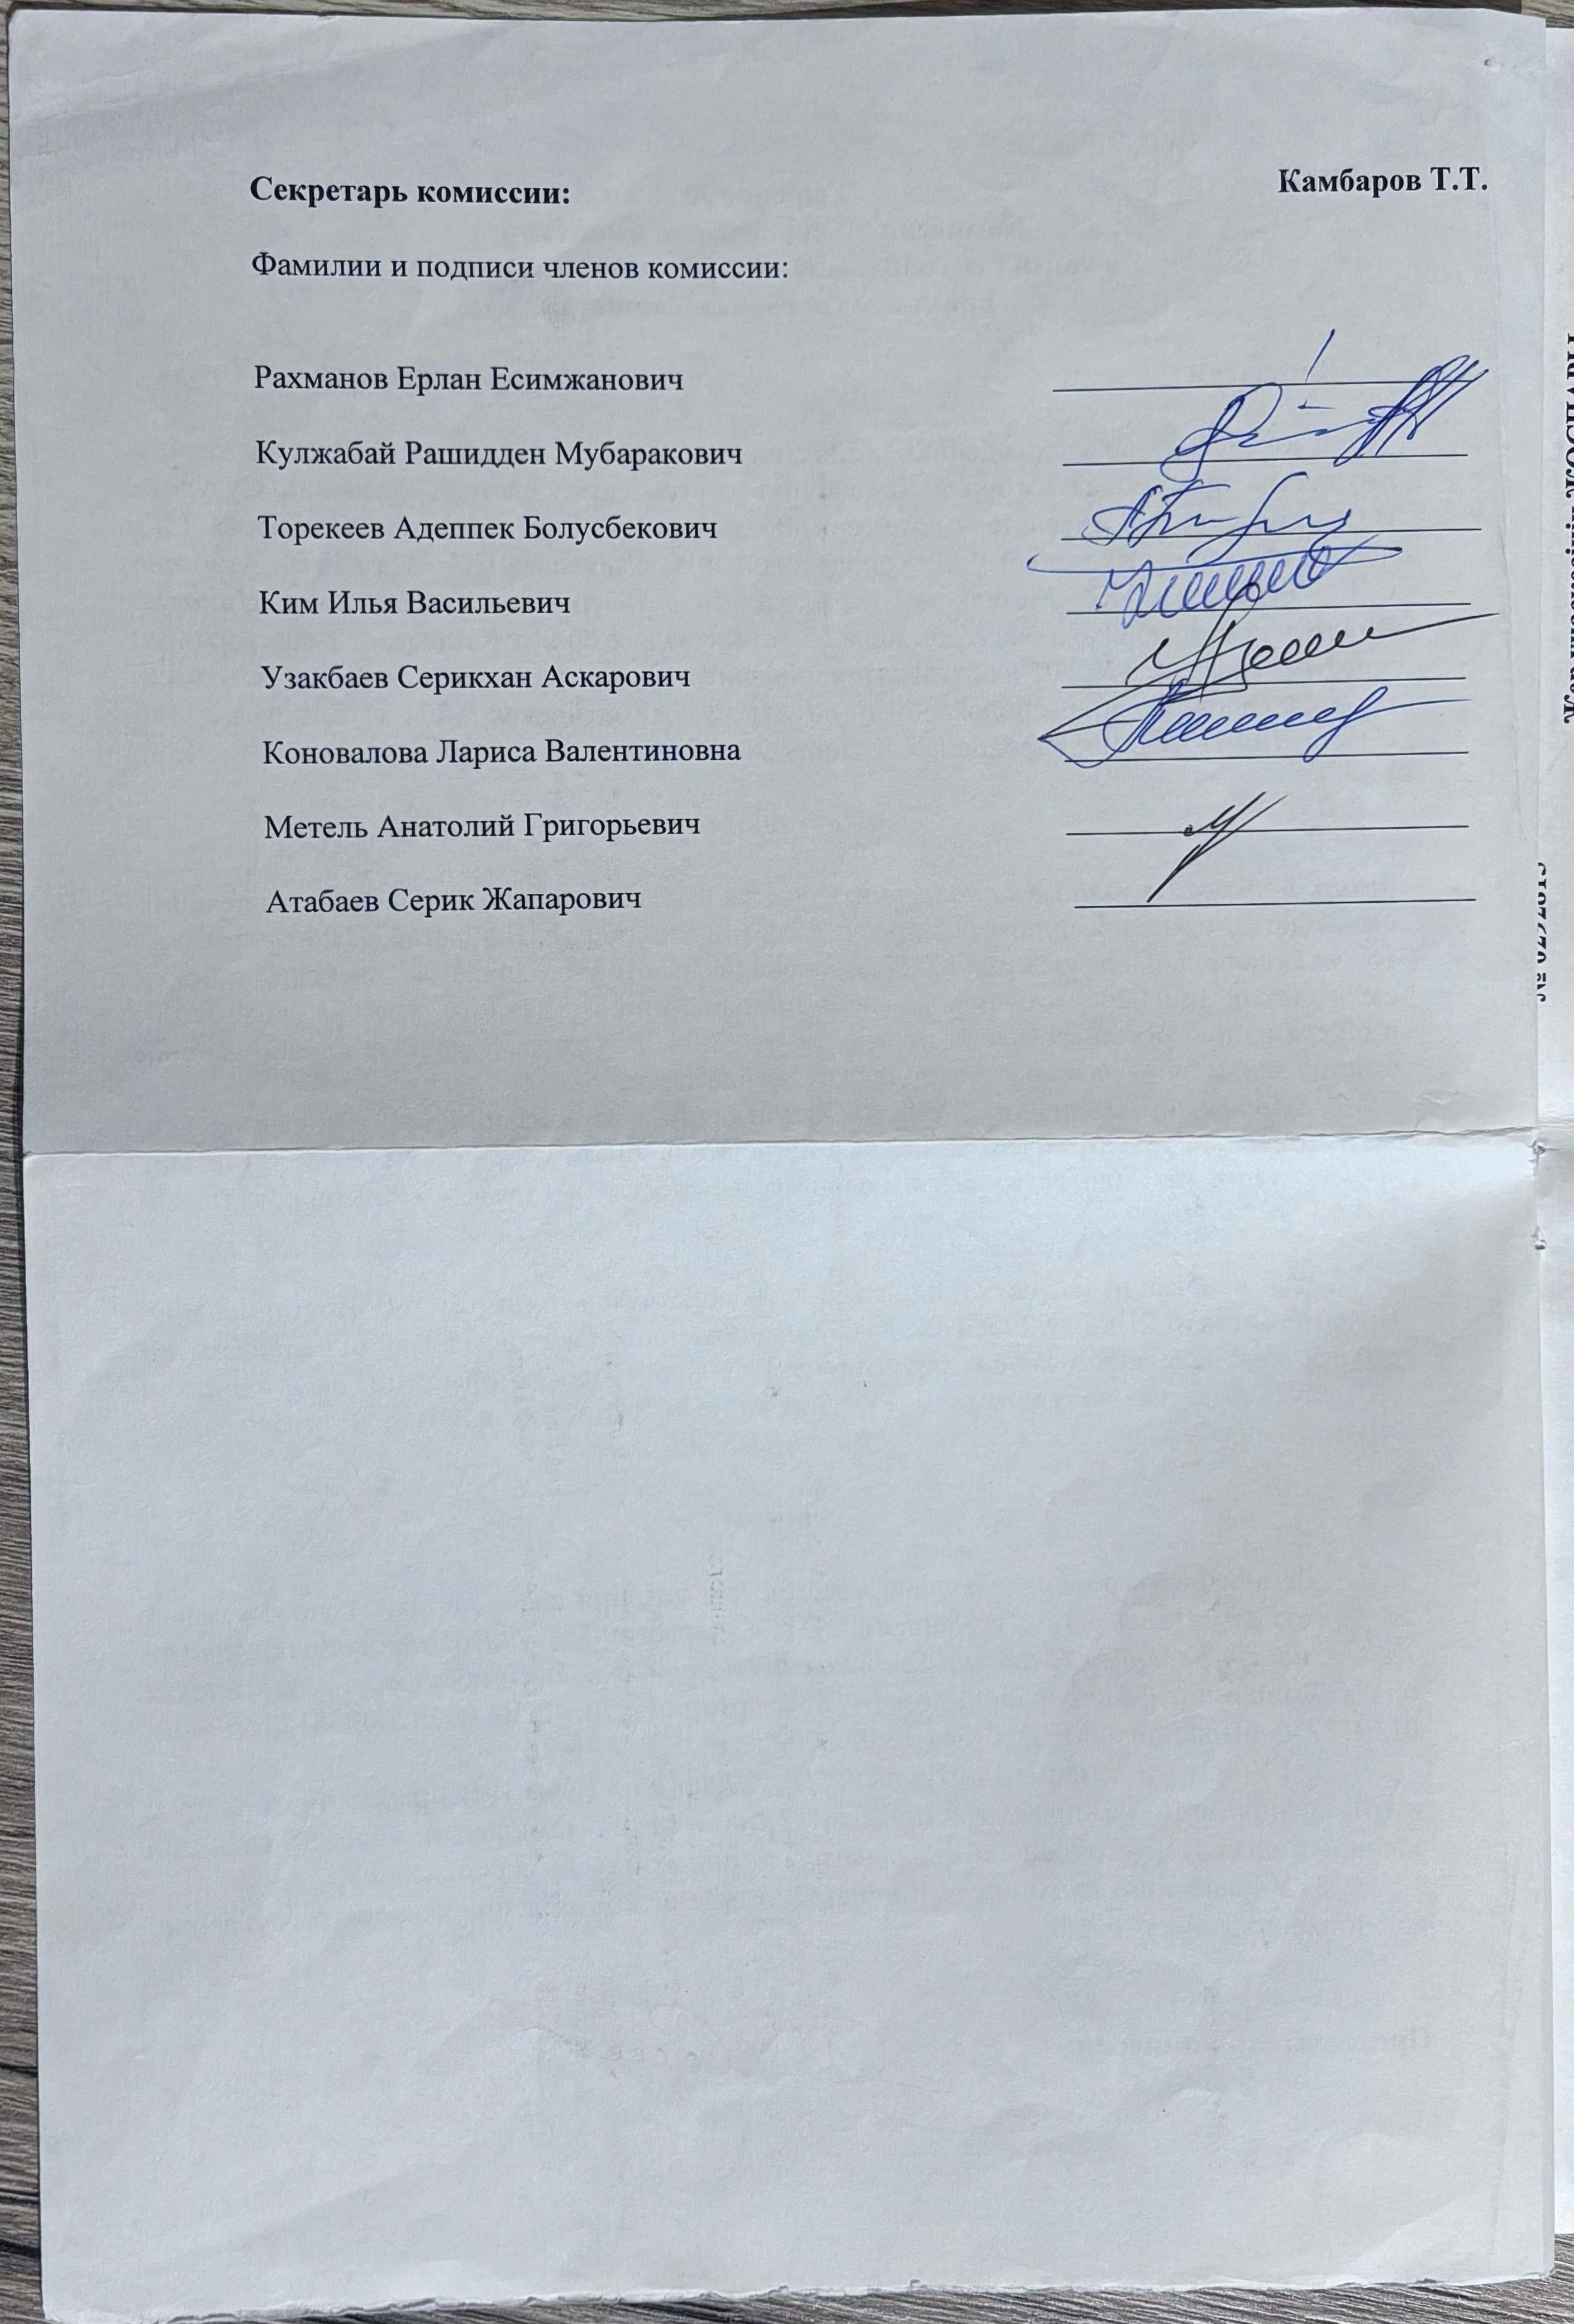 Секретарь комиссии: Камбаров Т.Т.
Фамилии и подписи членов комиссии:
Рахманов Ерлан Есимжанович
Кулжабай Рашидден Мубаракович
Торекеев Адеппек Болусбекович
Ким Илья Васильевич
Узакбаев Серикхан Аскарович
Коновалова Лариса Валентиновна
Метель Анатолий Григорьевич
Атабаев Серик Жапарович